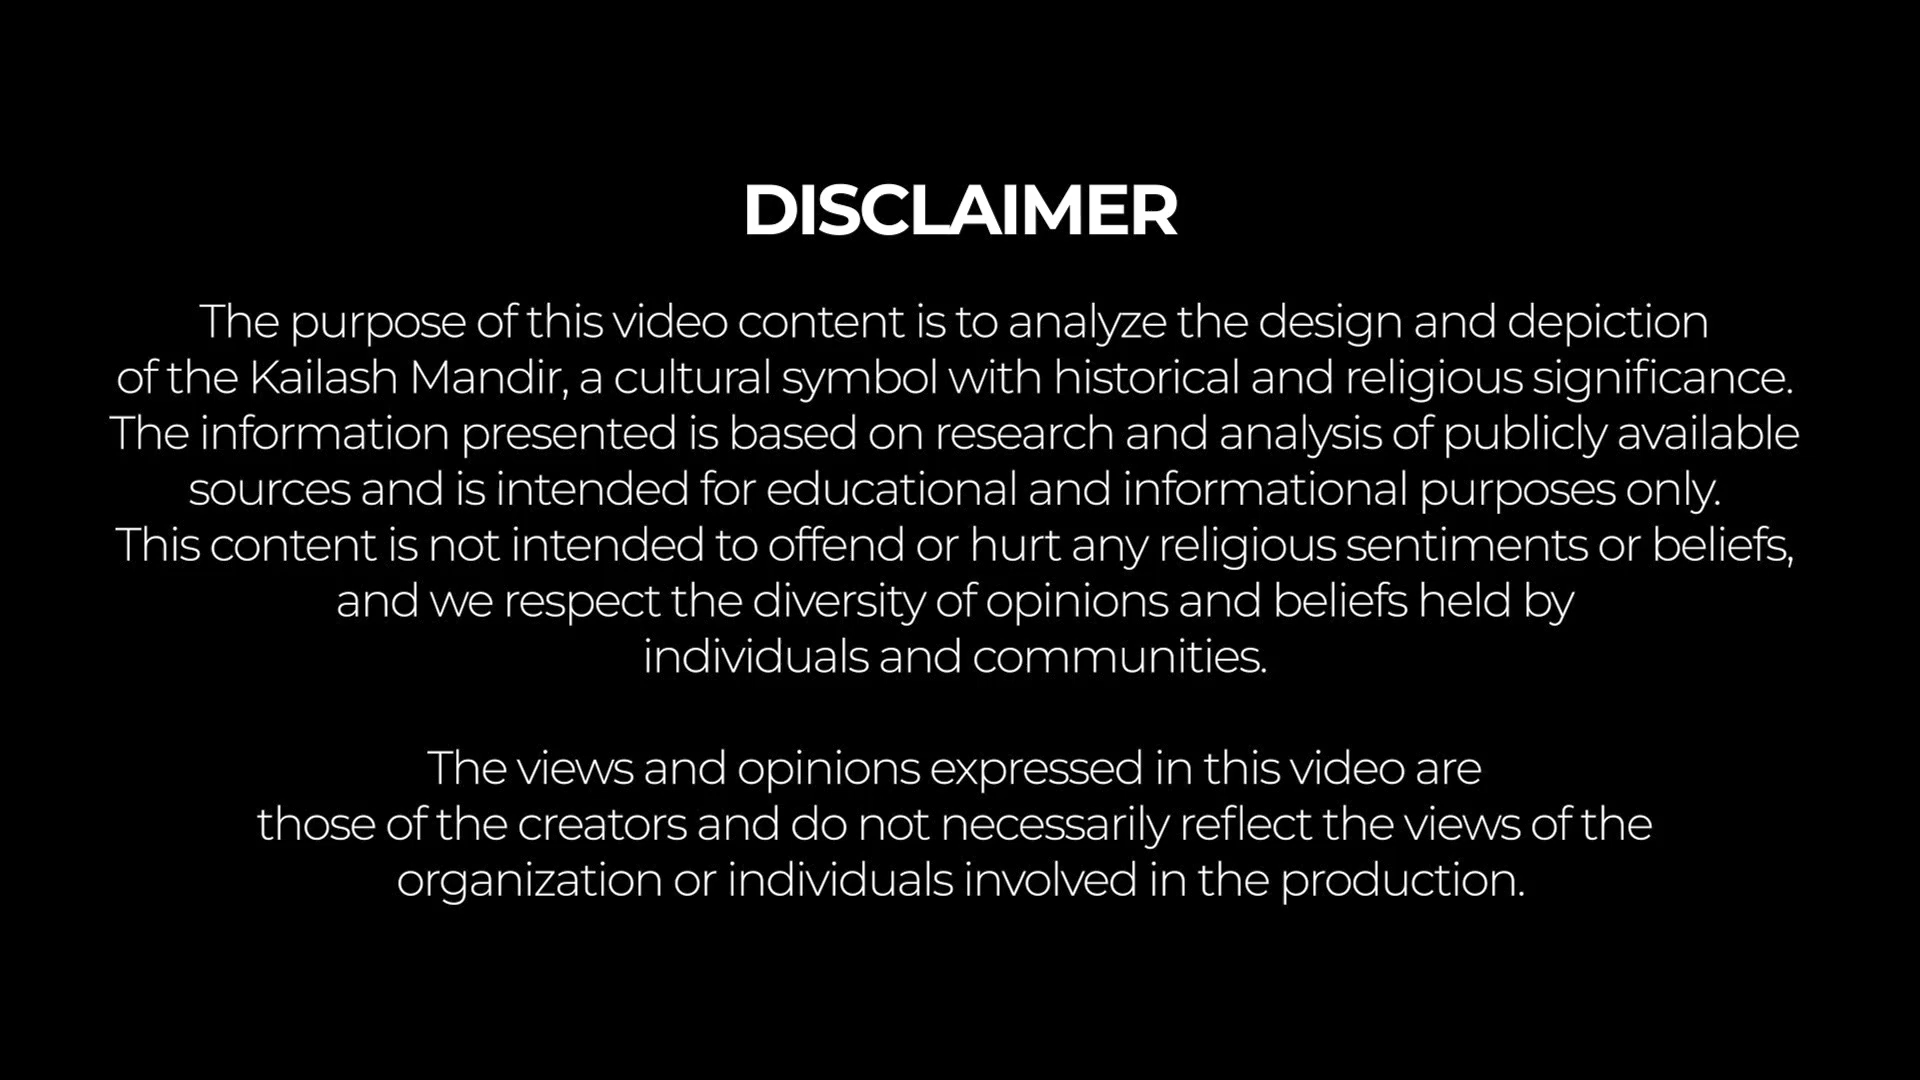 DISCLAIMER
The purpose of this video content is to analyze the design and depiction
of the Kailash Mandir, a cultural symbol with historical and religious significance.
The information presented is based on research and analysis of publicly available
sources and is intended for educational and informational purposes only.
This content is not intended to offend or hurt any religious sentiments or beliefs,
and we respect the diversity of opinions and beliefs held by
individuals and communities.
The views and opinions expressed in this video are
those of the creators and do not necessarily reflect the views of the
organization or individuals involved in the production.